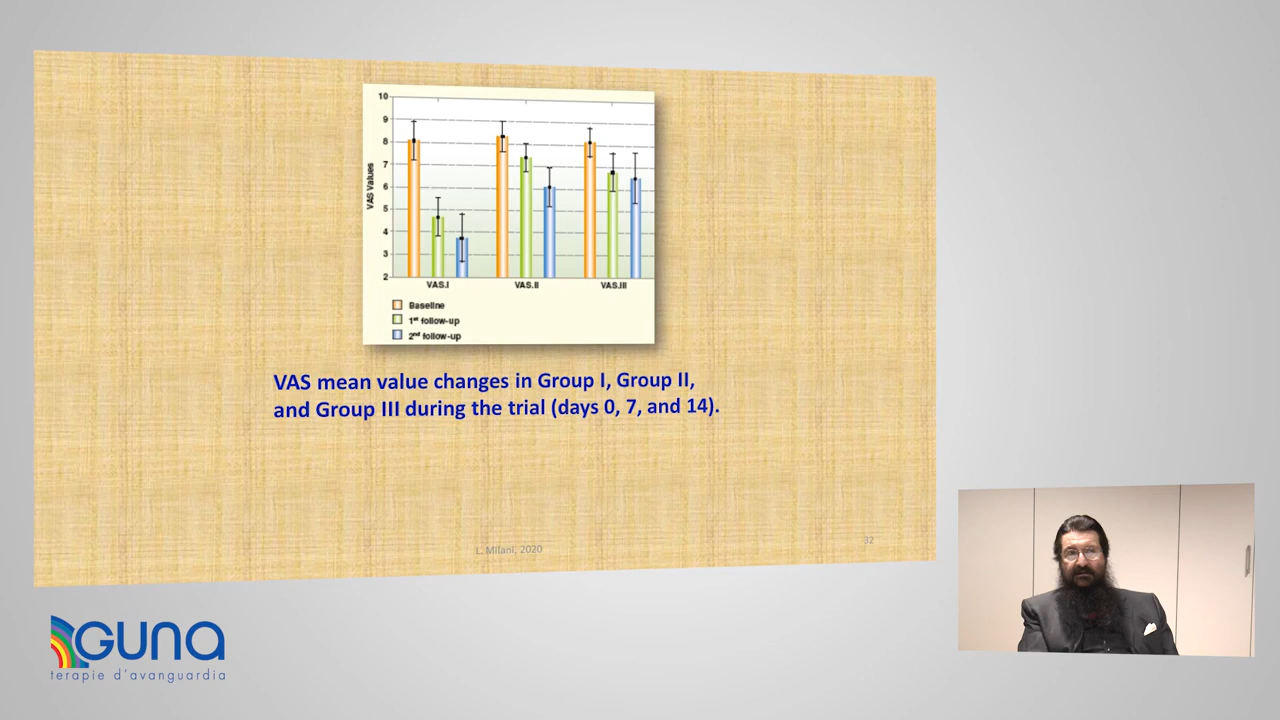 10
9
8
7
6
5
4
3
2
VAS Values
VAS.I VAS.II VAS.III
Baseline
1st follow-up
2nd follow-up
VAS mean value changes in Group I, Group II,
and Group III during the trial (days 0, 7, and 14).
L. Milani, 2020
32
GUNA
terapie d'avanguardia